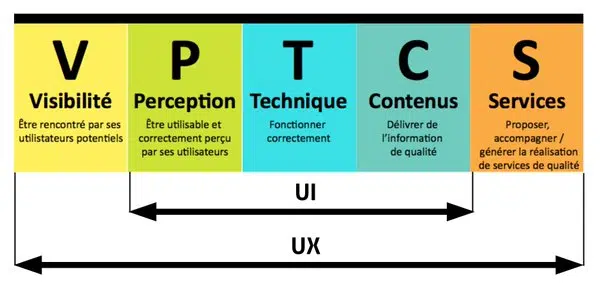 V
Visibilité
Être rencontré par ses
utilistateurs potentiels
P
Perception
Être utilisable et
correctement perçu
par ses utilisateurs
T
Technique
Fonctionner
correctement
C
Contenus
Délivrer de
l’information
de qualité
S
Services
Proposer,
accompagner /
générer la réalisation
de services de qualité
UI
UX